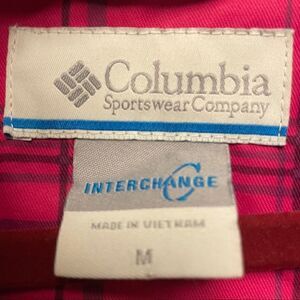 Columbia
Sportswear Company
INTERCHANGE
MADE IN VIETNAM
M